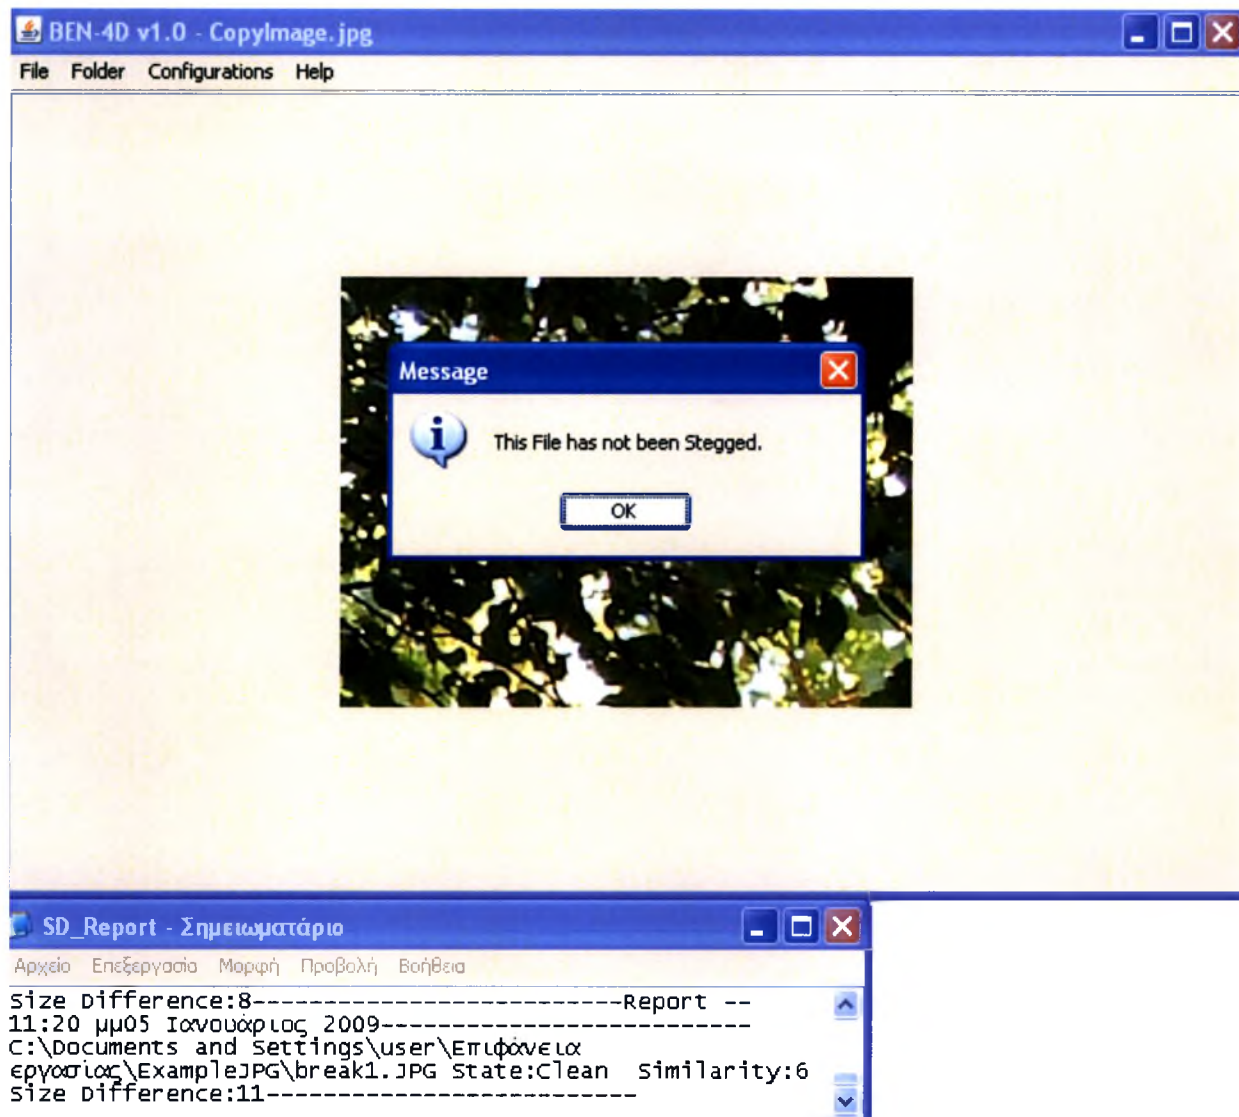 BEN-4D v1.0 - CopyImage.jpg
File Folder Configurations Help
Message
This File has not been Stegged.
OK
SD_Report - Σημειωματάριο
Αρχείο Επεξεργασία Μορφή Προβολή Βοήθεια
Size Difference:8--------------------------Report --
11:20 μμ05 Ιανουάριος 2009--------------------------
C:\Documents and Settings\user\Επιφάνεια
εργασίας\ExampleJPG\break1.JPG State:Clean  Similarity:6
Size Difference:11--------------------------